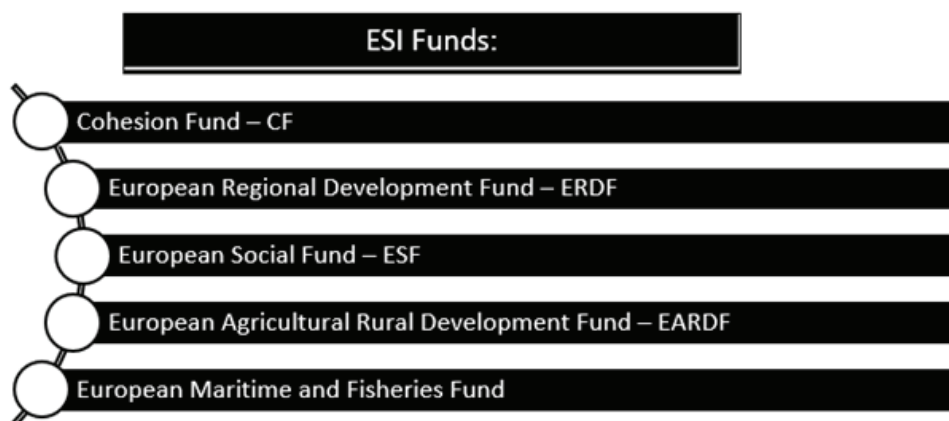 ESI Funds:
Cohesion Fund – CF
European Regional Development Fund – ERDF
European Social Fund – ESF
European Agricultural Rural Development Fund – EARDF
European Maritime and Fisheries Fund